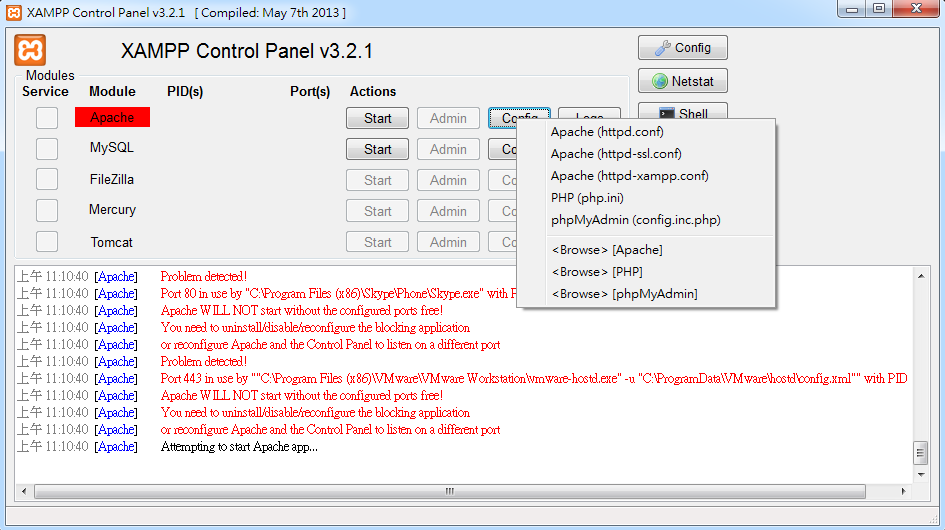 XAMPP Control Panel v3.2.1 [ Compiled: May 7th 2013 ]
XAMPP Control Panel v3.2.1
Config
Netstat
Shell
Modules
Service Module PID(s) Port(s) Actions
Apache Start Admin Config Logs
MySQL Start Admin
FileZilla Start Admin
Mercury Start Admin
Tomcat Start Admin
Apache (httpd.conf)
Apache (httpd-ssl.conf)
Apache (httpd-xampp.conf)
PHP (php.ini)
phpMyAdmin (config.inc.php)
<Browse> [Apache]
<Browse> [PHP]
<Browse> [phpMyAdmin]
上午 11:10:40 [Apache] Problem detected!
上午 11:10:40 [Apache] Port 80 in use by "C:\Program Files (x86)\Skype\Phone\Skype.exe" with
上午 11:10:40 [Apache] Apache WILL NOT start without the configured ports free!
上午 11:10:40 [Apache] You need to uninstall/disable/reconfigure the blocking application
上午 11:10:40 [Apache] or reconfigure Apache and the Control Panel to listen on a different port
上午 11:10:40 [Apache] Problem detected!
上午 11:10:40 [Apache] Port 443 in use by ""C:\Program Files (x86)\VMware\VMware Workstation\vmware-hostd.exe" -u "C:\ProgramData\VMware\hostd\config.xml"" with PID
上午 11:10:40 [Apache] Apache WILL NOT start without the configured ports free!
上午 11:10:40 [Apache] You need to uninstall/disable/reconfigure the blocking application
上午 11:10:40 [Apache] or reconfigure Apache and the Control Panel to listen on a different port
上午 11:10:40 [Apache] Attempting to start Apache app...